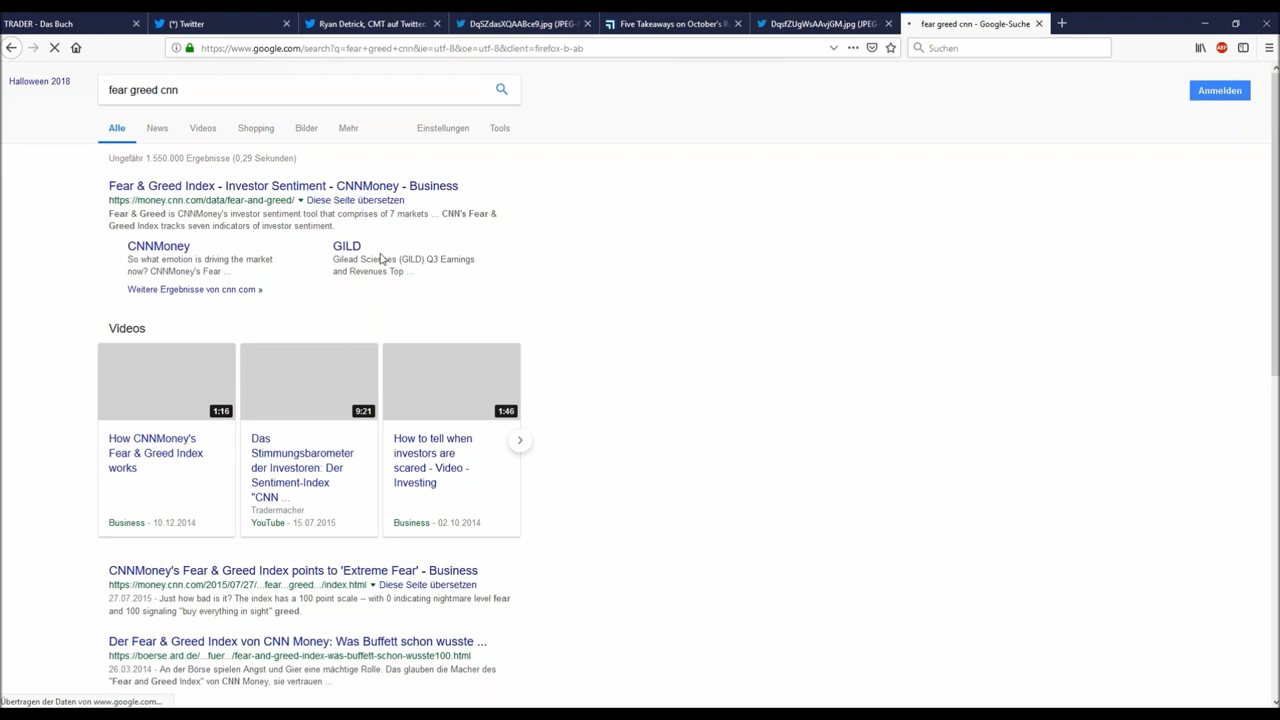 TRADER - Das Buch
(*) Twitter
Ryan Detrick, CMT auf Twitter:
DqSZdasXQAABce9.jpg (JPEG-
Five Takeaways on October's R
DqsfZUgWsAAvjGM.jpg (JPEG-
fear greed cnn - Google-Suche
https://www.google.com/search?q=fear+greed+cnn&ie=utf-8&oe=utf-8&client=firefox-b-ab
Suchen
ABP
Halloween 2018
fear greed cnn
Anmelden
Alle News Videos Shopping Bilder Mehr Einstellungen Tools
Ungefähr 1.550.000 Ergebnisse (0,29 Sekunden)
Fear & Greed Index - Investor Sentiment - CNNMoney - Business
https://money.cnn.com/data/fear-and-greed/ Diese Seite übersetzen
Fear & Greed is CNNMoney's investor sentiment tool that comprises of 7 markets ... CNN's Fear &
Greed Index tracks seven indicators of investor sentiment.
CNNMoney
So what emotion is driving the market
now? CNNMoney's Fear ...
GILD
Gilead Sciences (GILD) Q3 Earnings
and Revenues Top ...
Weitere Ergebnisse von cnn.com »
Videos
1:16
How CNNMoney's
Fear & Greed Index
works
Business - 10.12.2014
9:21
Das
Stimmungsbarometer
der Investoren: Der
Sentiment-Index
"CNN ...
Tradermacher
YouTube - 15.07.2015
1:46
How to tell when
investors are
scared - Video -
Investing
Business - 02.10.2014
CNNMoney's Fear & Greed Index points to 'Extreme Fear' - Business
https://money.cnn.com/2015/07/27/...fear...greed.../index.html Diese Seite übersetzen
27.07.2015 - Just how bad is it? The index has a 100 point scale -- with 0 indicating nightmare level fear
and 100 signaling "buy everything in sight" greed.
Der Fear & Greed Index von CNN Money: Was Buffett schon wusste ...
https://boerse.ard.de/...fuer.../fear-and-greed-index-was-buffett-schon-wusste100.html
26.03.2014 - An der Börse spielen Angst und Gier eine mächtige Rolle. Das glauben die Macher des
"Fear and Greed Index" von CNN Money, sie vertrauen ...
Übertragen der Daten von www.google.com...